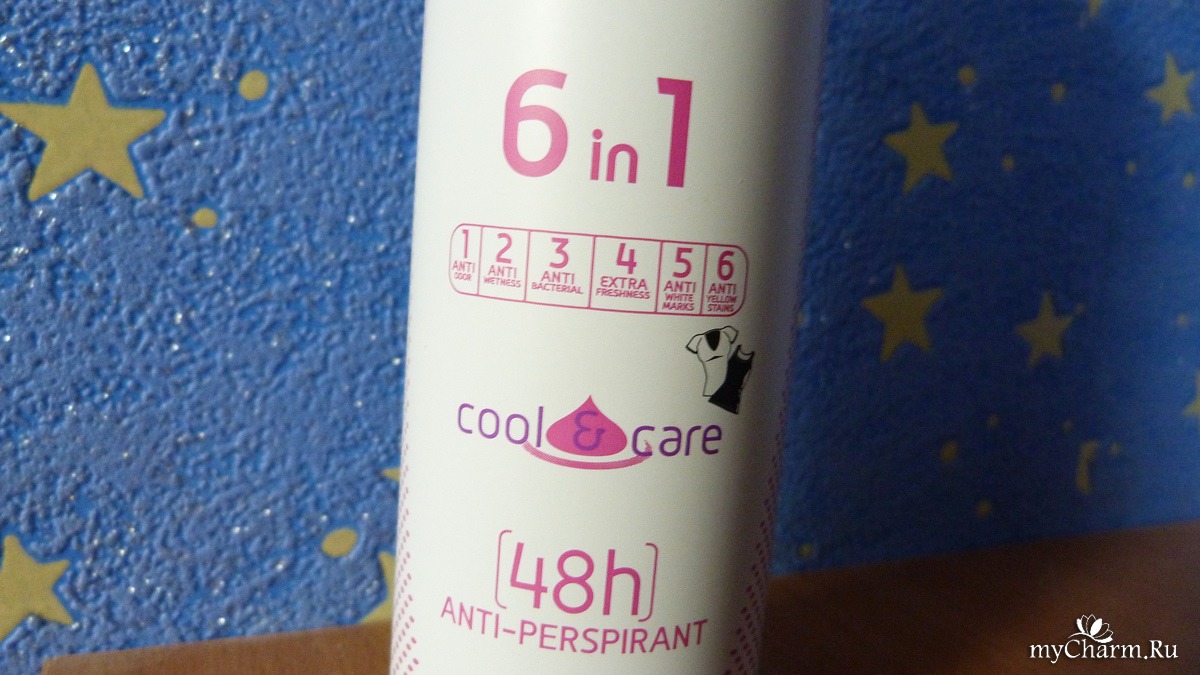 6 in 1
1 2 3 4 5 6
ANTI ODOR
ANTI WETNESS
ANTI BACTERIAL
EXTRA FRESHNESS
ANTI WHITE MARKS
ANTI YELLOW STAINS
cool & care
[48h]
ANTI-PERSPIRANT
myCharm.Ru